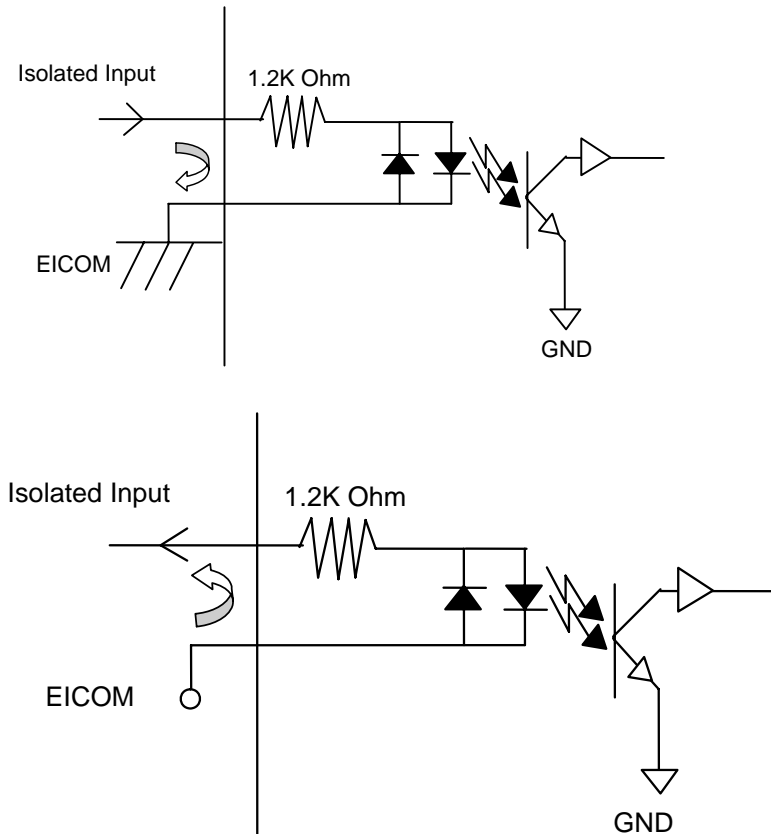 Isolated Input
1.2K Ohm
EICOM
GND
Isolated Input
1.2K Ohm
EICOM
GND